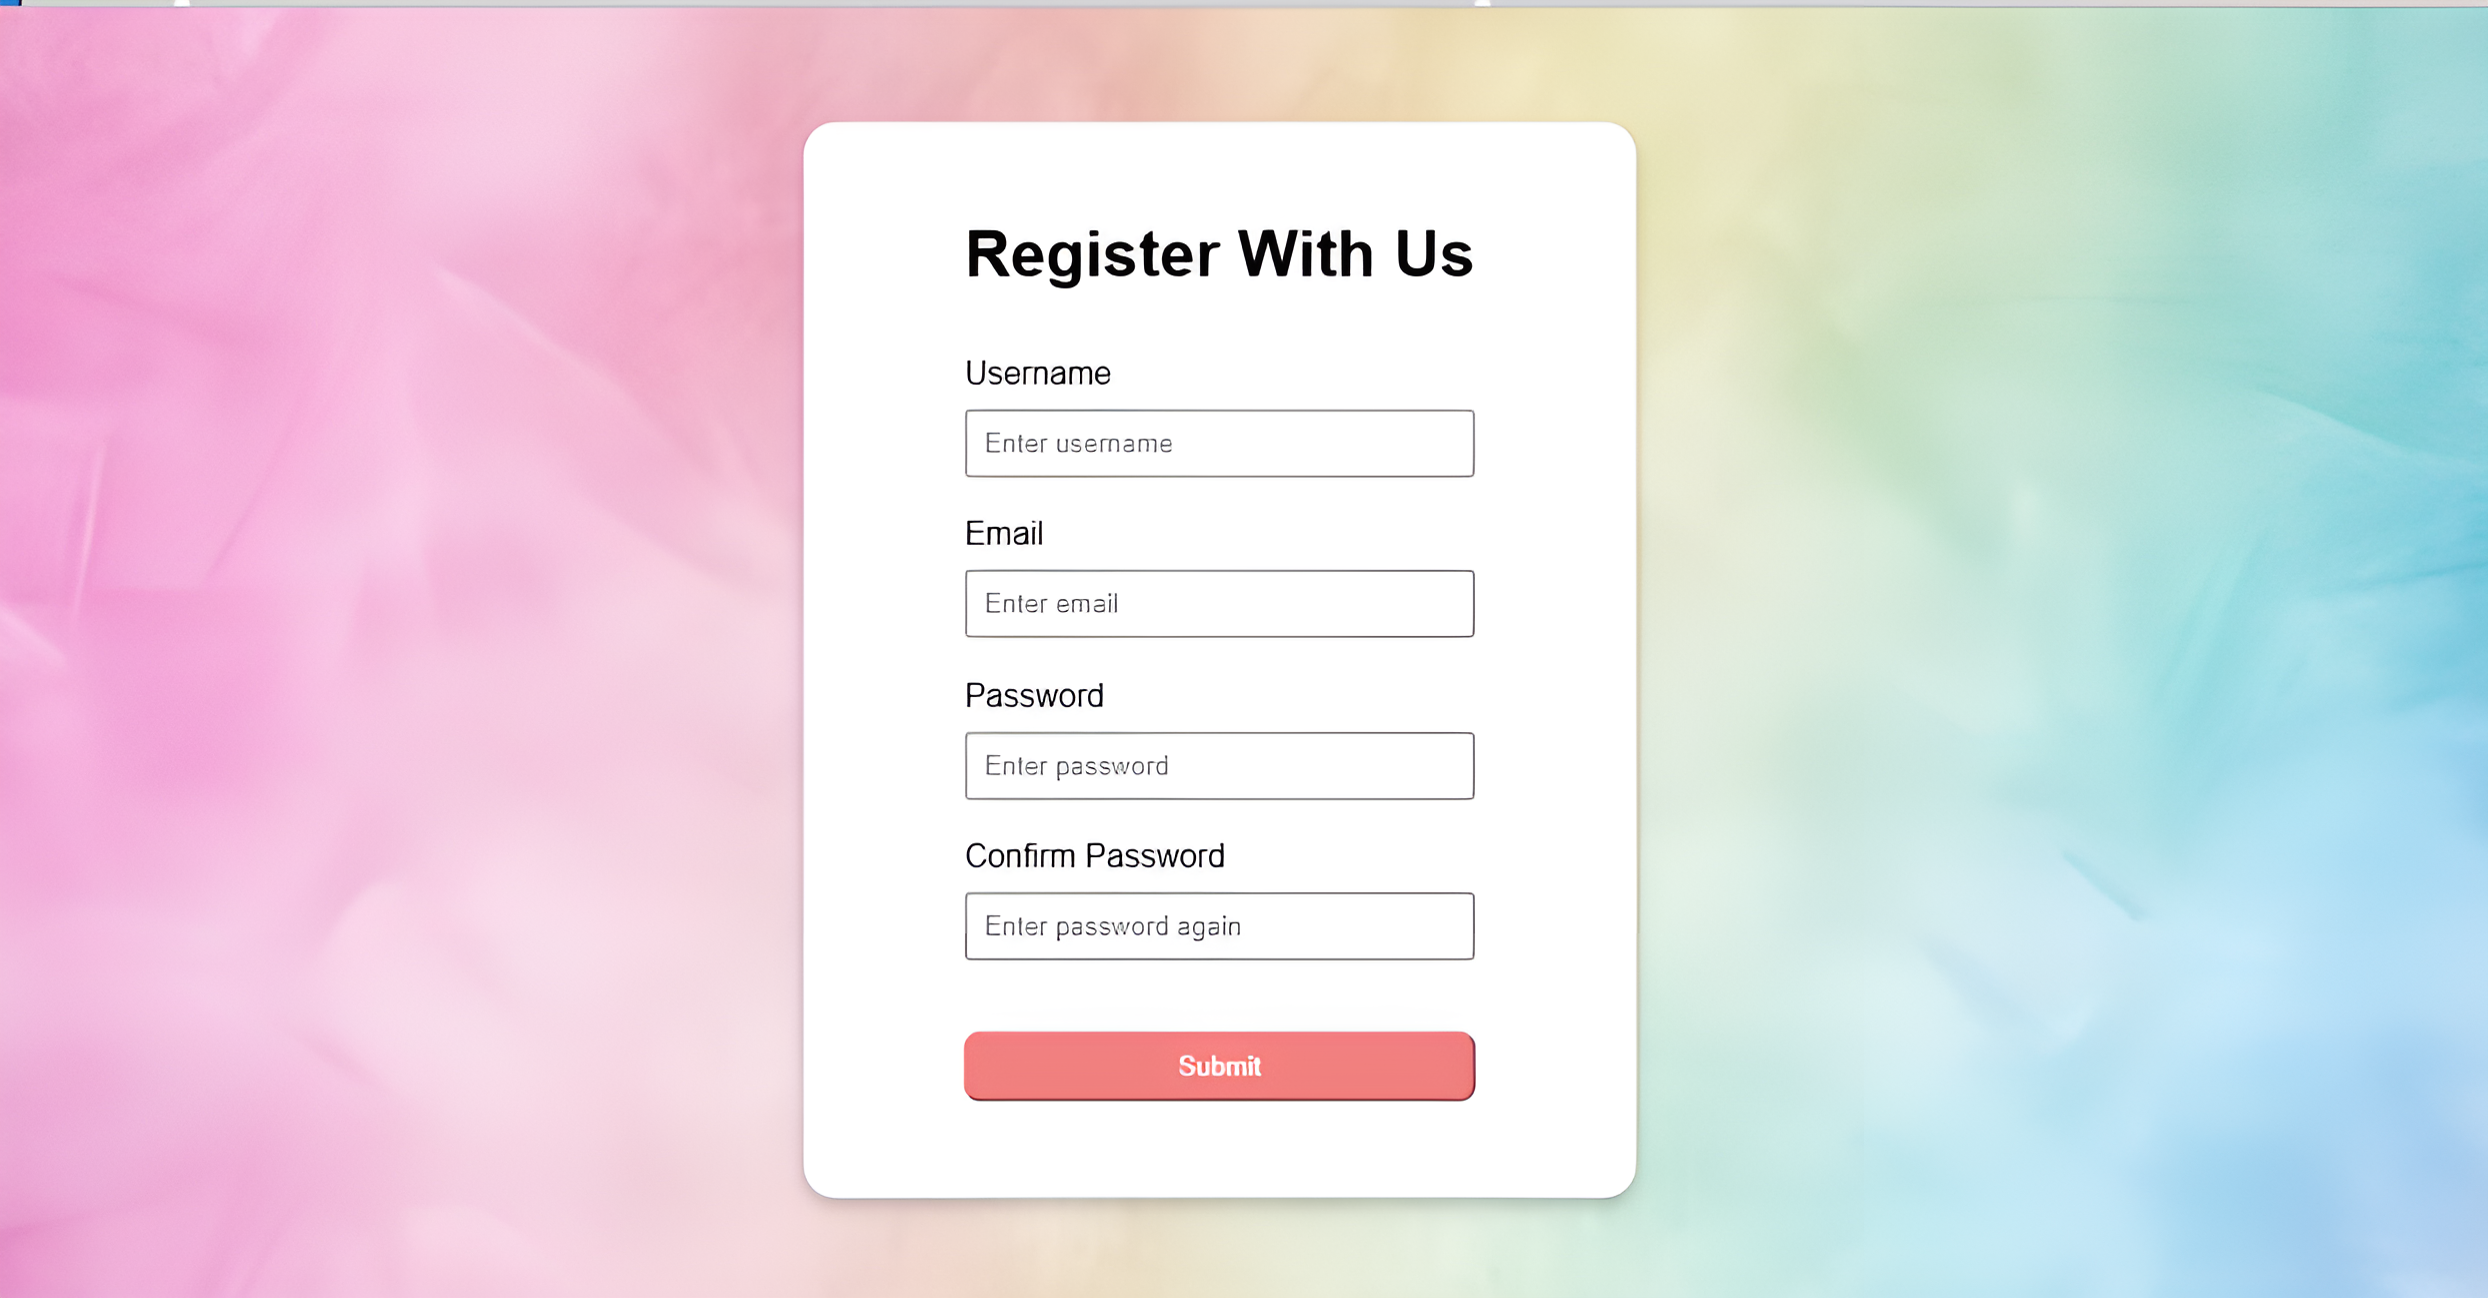 Register With Us
Username
Enter username
Email
Enter email
Password
Enter password
Confirm Password
Enter password again
Submit